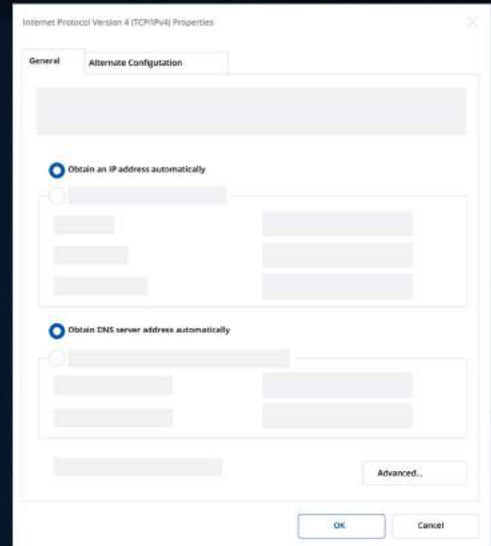 Internet Protocol Version 4 (TCP/IPv4) Properties
General
Alternate Configutation
Obtain an IP address automatically
Obtain DNS server address automatically
Advanced...
OK
Cancel